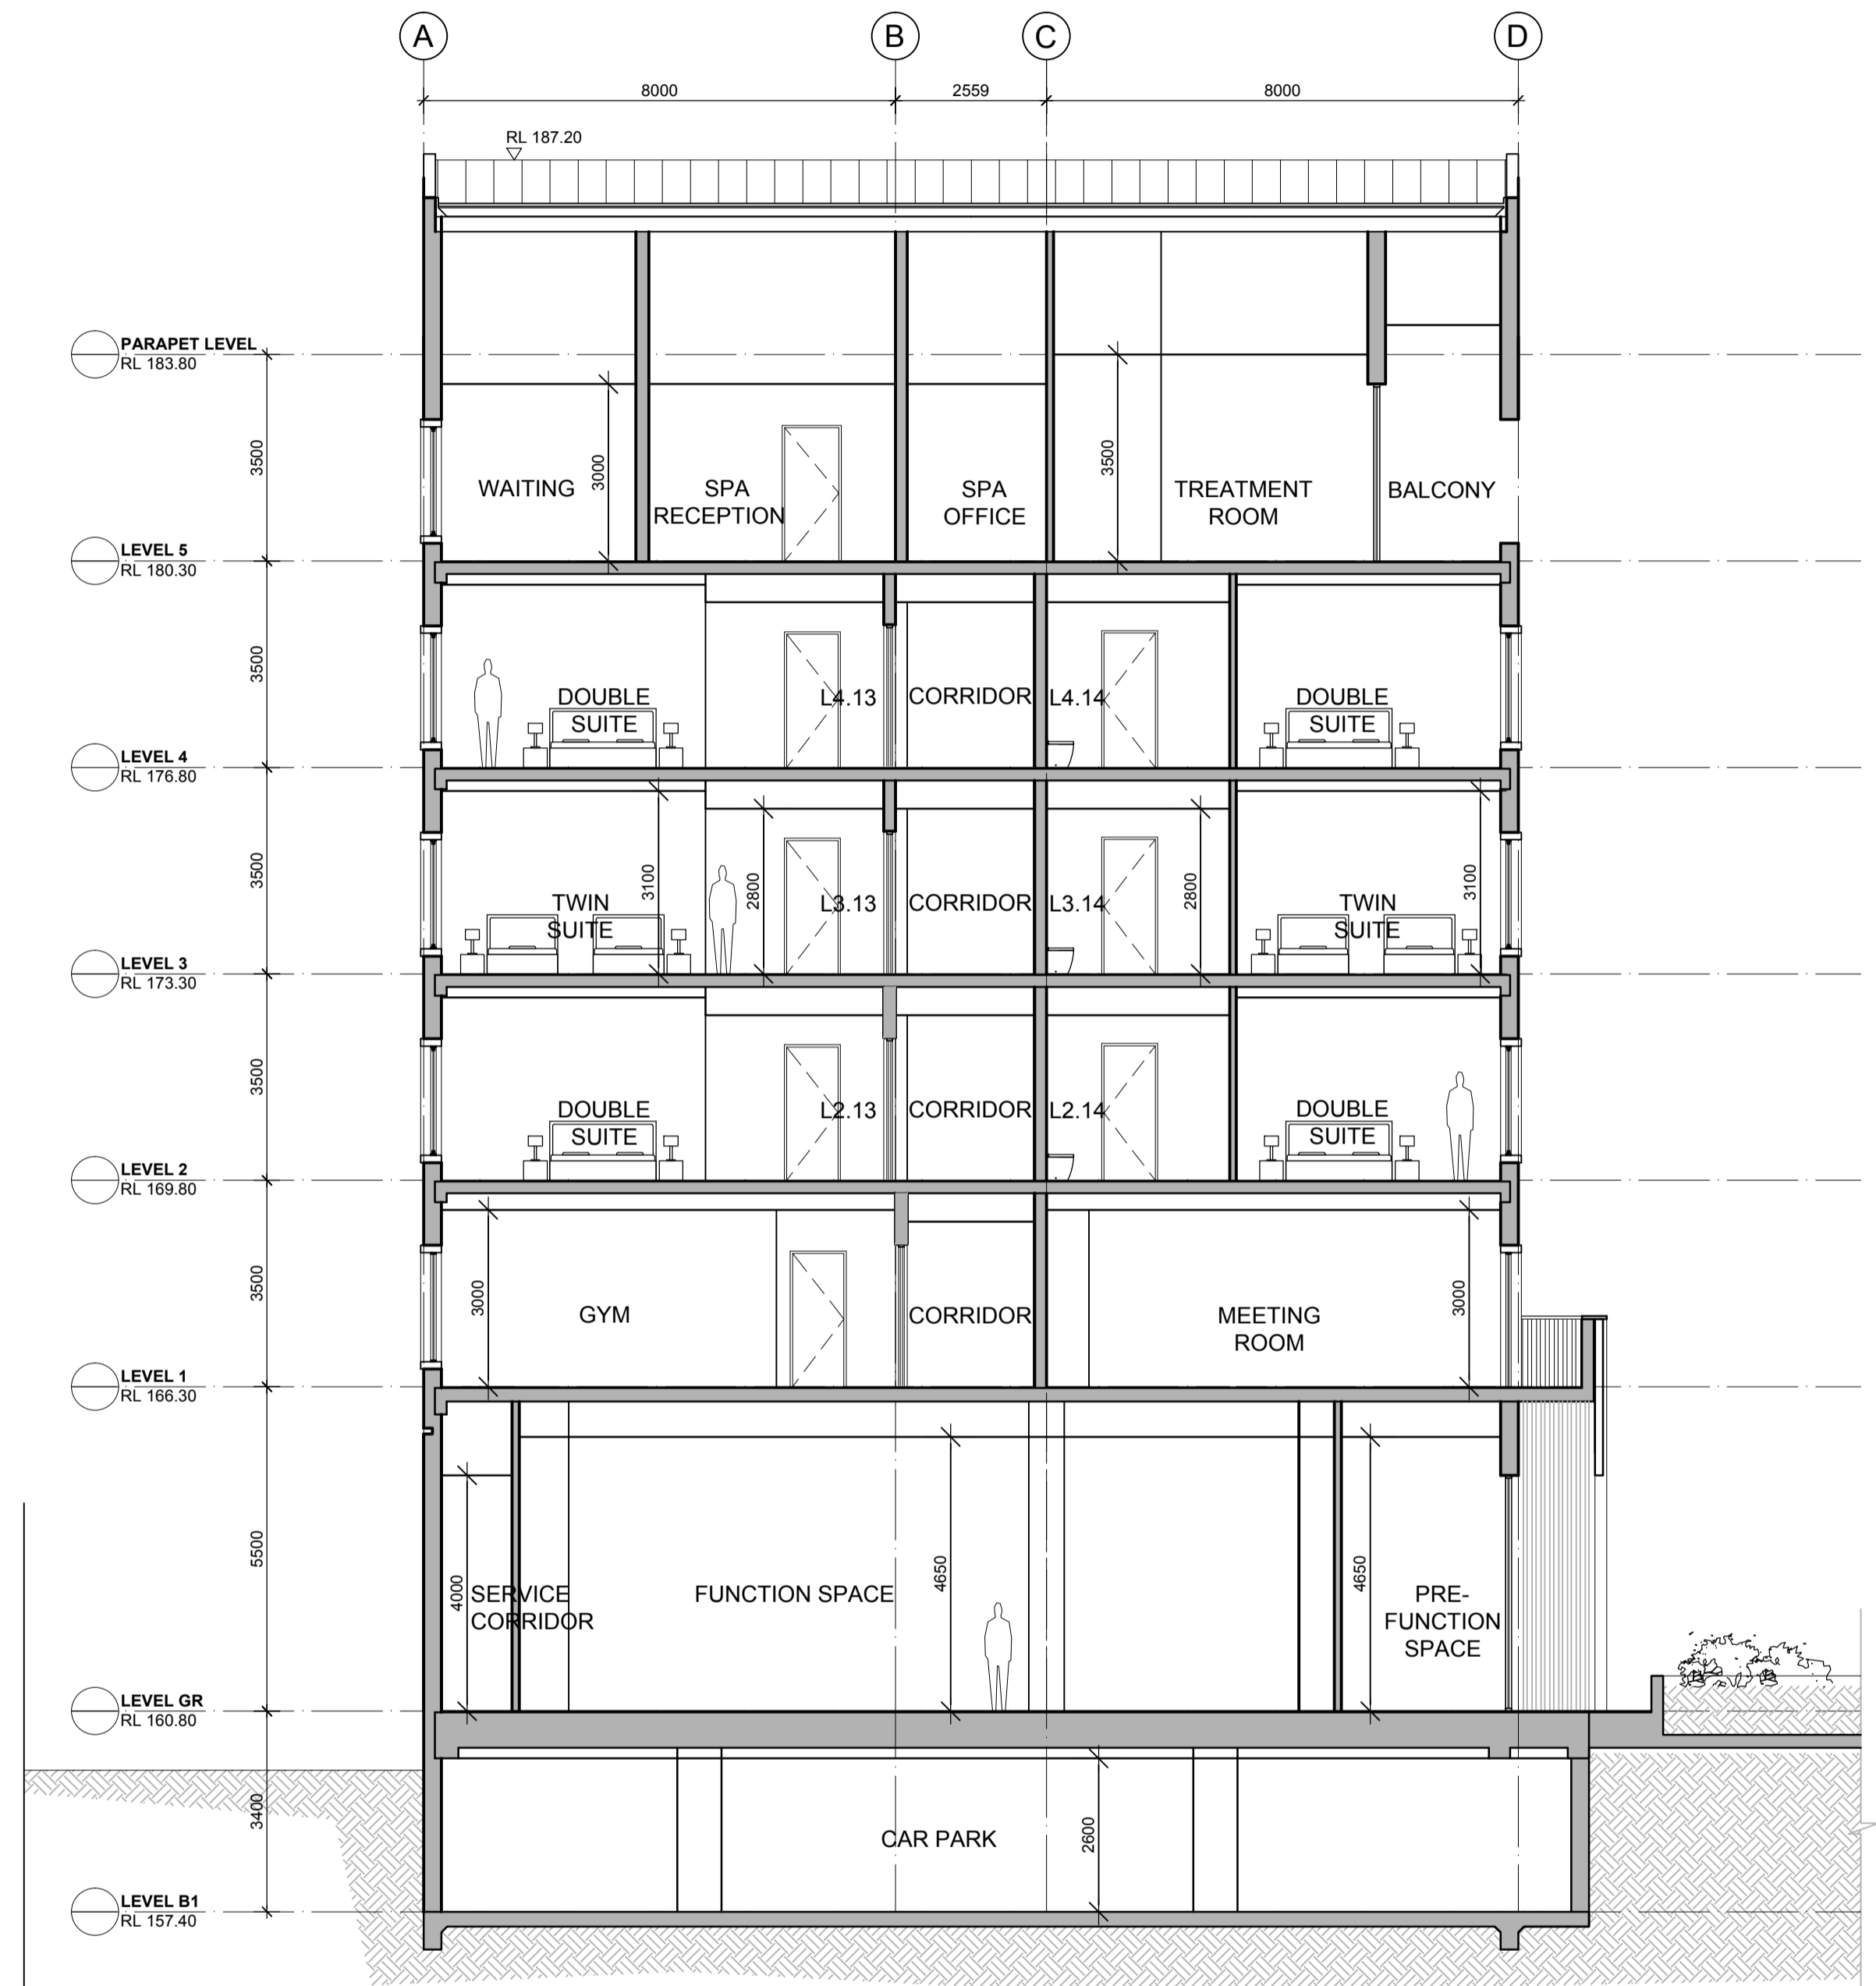 A B C D
8000 2559 8000
RL 187.20
PARAPET LEVEL
RL 183.80
3500
WAITING
3000
SPA
RECEPTION
SPA
OFFICE
3500
TREATMENT
ROOM
BALCONY
LEVEL 5
RL 180.30
3500
DOUBLE
SUITE
L4.13
CORRIDOR
L4.14
DOUBLE
SUITE
LEVEL 4
RL 176.80
3500
TWIN
SUITE
3100
2800
L3.13
CORRIDOR
L3.14
2800
TWIN
SUITE
3100
LEVEL 3
RL 173.30
3500
DOUBLE
SUITE
L2.13
CORRIDOR
L2.14
DOUBLE
SUITE
LEVEL 2
RL 169.80
3500
3000
GYM
CORRIDOR
MEETING
ROOM
3000
LEVEL 1
RL 166.30
5500
4000
SERVICE
CORRIDOR
FUNCTION SPACE
4650
4650
PRE-
FUNCTION
SPACE
LEVEL GR
RL 160.80
3400
CAR PARK
2600
LEVEL B1
RL 157.40